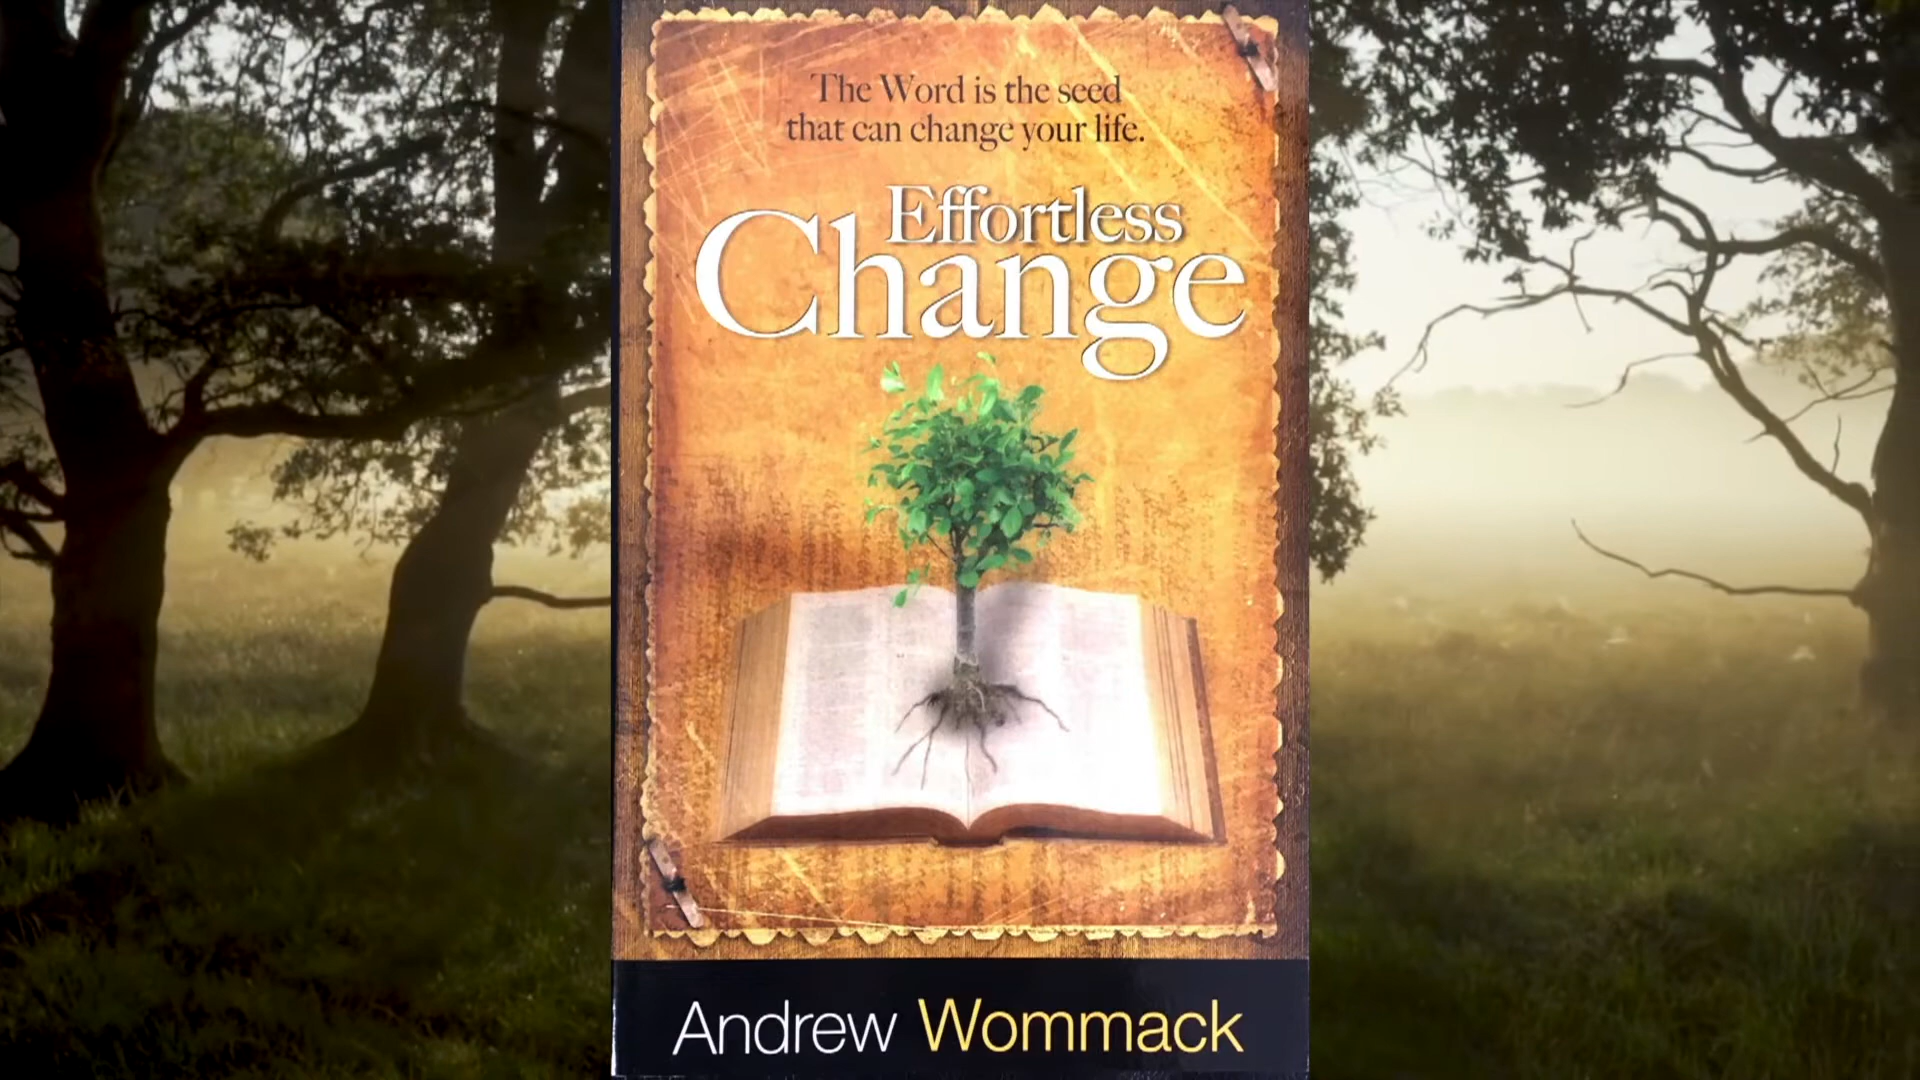 The Word is the seed
that can change your life.
Effortless
Change
Andrew Wommack